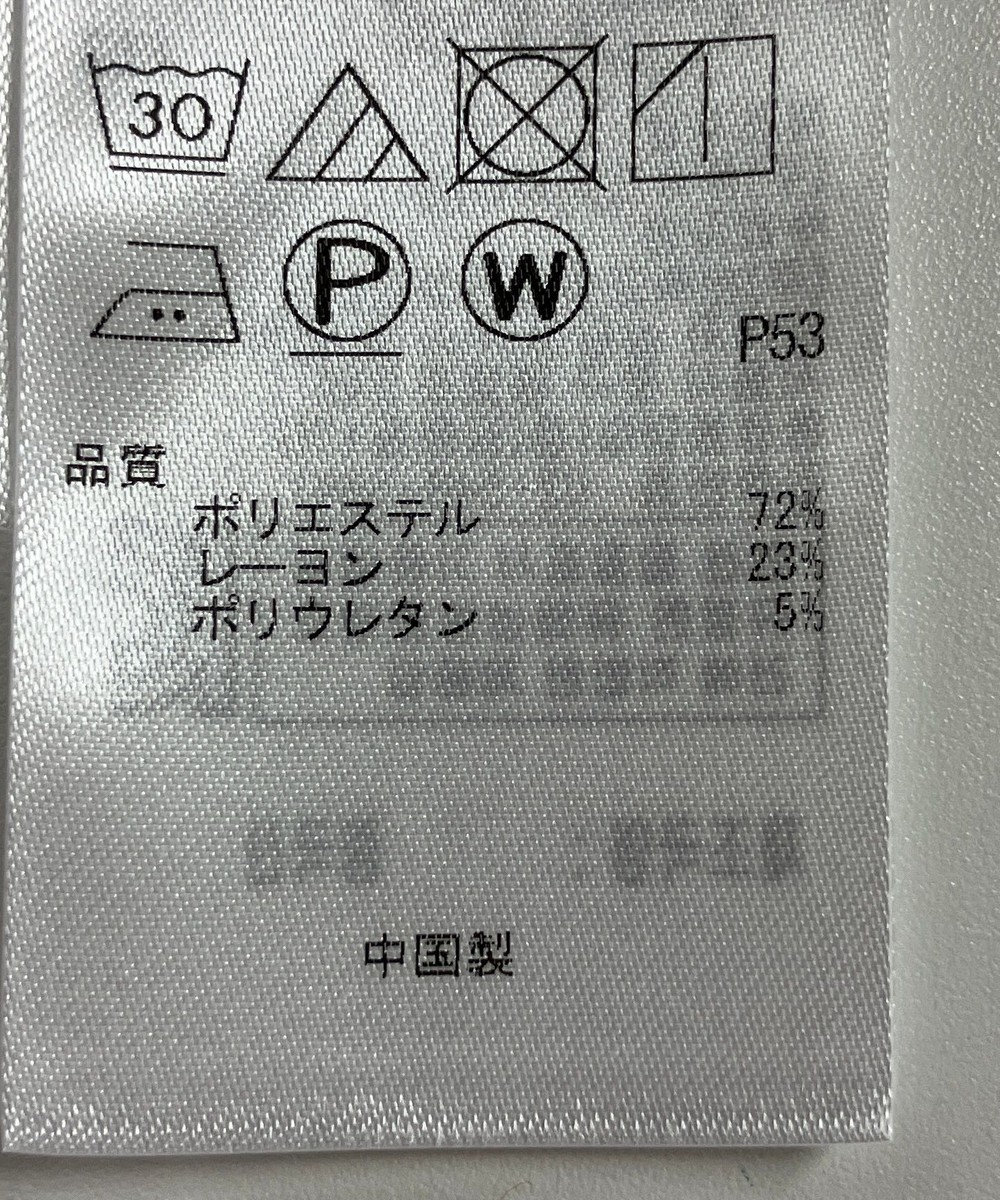 30
P W
P53
品質
ポリエステル 72%
レーヨン 23%
ポリウレタン 5%
中国製